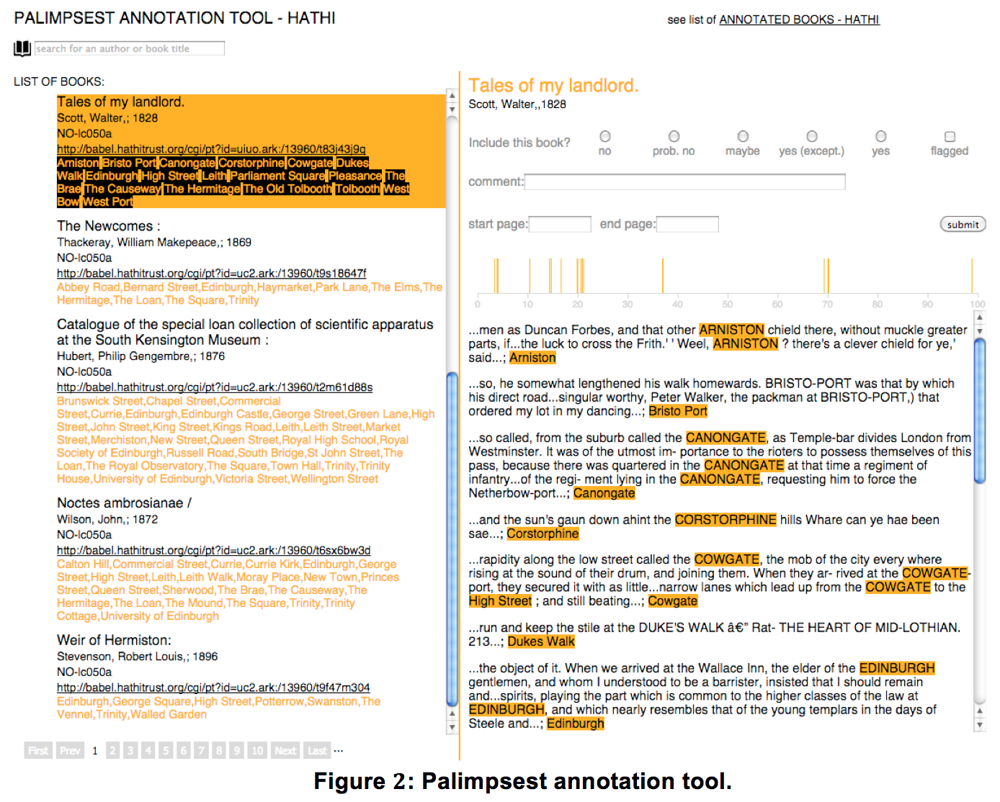 PALIMPSEST ANNOTATION TOOL - HATHI
see list of ANNOTATED BOOKS - HATHI
search for an author or book title
LIST OF BOOKS:
Tales of my landlord.
Scott, Walter,; 1828
NO-lc050a
http://babel.hathitrust.org/cgi/pt?id=uiuo.ark:/13960/t83j43j9q
Arniston,Bristo Port,Canongate,Corstorphine,Cowgate,Dukes
Walk,Edinburgh,High Street,Leith,Parliament Square,Pleasance,The
Brae,The Causeway,The Hermitage,The Old Tolbooth,Tolbooth,West
Bow,West Port
The Newcomes :
Thackeray, William Makepeace,; 1869
NO-lc050a
http://babel.hathitrust.org/cgi/pt?id=uc2.ark:/13960/t9s18647f
Abbey Road,Bernard Street,Edinburgh,Haymarket,Park Lane,The Elms,The
Hermitage,The Loan,The Square,Trinity
Catalogue of the special loan collection of scientific apparatus
at the South Kensington Museum :
Hubert, Philip Gengembre,; 1876
NO-lc050a
http://babel.hathitrust.org/cgi/pt?id=uc2.ark:/13960/t2m61d88s
Brunswick Street,Chapel Street,Commercial
Street,Currie,Edinburgh,Edinburgh Castle,George Street,Green Lane,High
Street,John Street,King Street,Kings Road,Leith,Leith Street,Market
Street,Merchiston,New Street,Queen Street,Royal High School,Royal
Society of Edinburgh,Russell Road,South Bridge,St John Street,The
Loan,The Royal Observatory,The Square,Town Hall,Trinity,Trinity
House,University of Edinburgh,Victoria Street,Wellington Street
Noctes ambrosianae /
Wilson, John,; 1872
NO-lc050a
http://babel.hathitrust.org/cgi/pt?id=uc2.ark:/13960/t6sx6bw3d
Calton Hill,Commercial Street,Currie,Currie Kirk,Edinburgh,George
Street,High Street,Leith,Leith Walk,Moray Place,New Town,Princes
Street,Queen Street,Sherwood,The Brae,The Causeway,The
Hermitage,The Loan,The Mound,The Square,Trinity,Trinity
Cottage,University of Edinburgh
Weir of Hermiston:
Stevenson, Robert Louis,; 1896
NO-lc050a
http://babel.hathitrust.org/cgi/pt?id=uc2.ark:/13960/t9f47m304
Edinburgh,George Square,High Street,Potterrow,Swanston,The
Vennel,Trinity,Walled Garden
First Prev 1 2 3 4 5 6 7 8 9 10 Next Last ...
Tales of my landlord.
Scott, Walter,,1828
Include this book?
no prob. no maybe yes (except.) yes flagged
comment:
start page: end page: submit
0 10 20 30 40 50 60 70 80 90 100
...men as Duncan Forbes, and that other ARNISTON chield there, without muckle greater
parts, if...the luck to cross the Frith.' ' Weel, ARNISTON ? there's a clever chield for ye,'
said...; Arniston
...so, he somewhat lengthened his walk homewards. BRISTO-PORT was that by which
his direct road...singular worthy, Peter Walker, the packman at BRISTO-PORT,) that
ordered my lot in my dancing...; Bristo Port
...so called, from the suburb called the CANONGATE, as Temple-bar divides London from
Westminster. It was of the utmost im- portance to the rioters to possess themselves of this
pass, because there was quartered in the CANONGATE at that time a regiment of
infantry...of the regi- ment lying in the CANONGATE, requesting him to force the
Netherbow-port...; Canongate
...and the sun's gaun down ahint the CORSTORPHINE hills Whare can ye hae been
sae...; Corstorphine
...rapidity along the low street called the COWGATE, the mob of the city every where
rising at the sound of their drum, and joining them. When they ar- rived at the COWGATE-
port, they secured it with as little...narrow lanes which lead up from the COWGATE to the
High Street ; and still beating...; Cowgate
...run and keep the stile at the DUKE'S WALK â€” Rat- THE HEART OF MID-LOTHIAN.
213...; Dukes Walk
...the object of it. When we arrived at the Wallace Inn, the elder of the EDINBURGH
gentlemen, and whom I understood to be a barrister, insisted that I should remain
and...spirits, playing the part which is common to the higher classes of the law at
EDINBURGH, and which nearly resembles that of the young templars in the days of
Steele and...; Edinburgh
Figure 2: Palimpsest annotation tool.